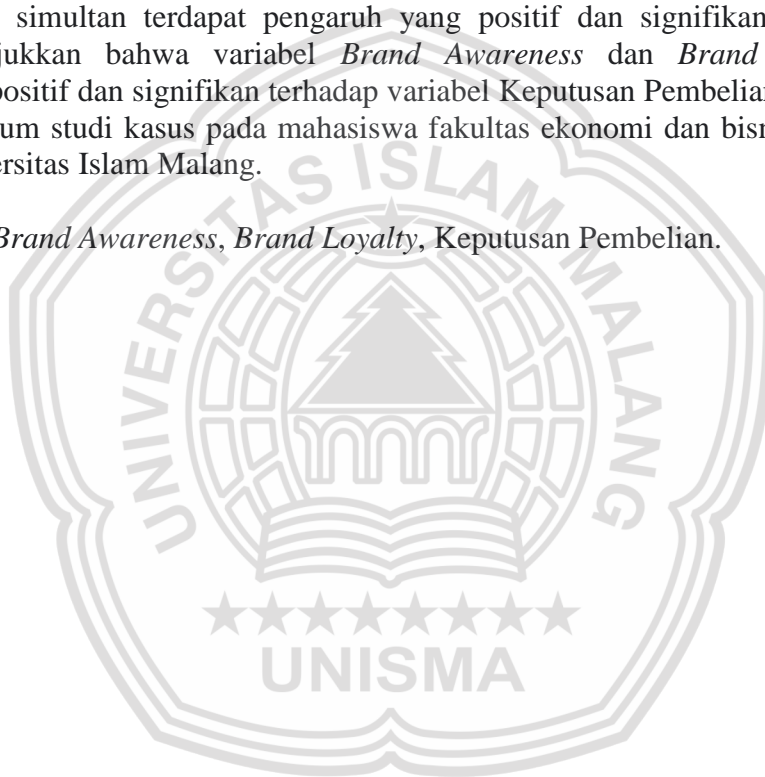 simultan terdapat pengaruh yang positif dan signifikan
jukkan bahwa variabel Brand Awareness dan Brand
positif dan signifikan terhadap variabel Keputusan Pembelian
um studi kasus pada mahasiswa fakultas ekonomi dan bisn
ersitas Islam Malang.
Brand Awareness, Brand Loyalty, Keputusan Pembelian.
UNIVERSITAS ISLAM MALANG
UNISMA